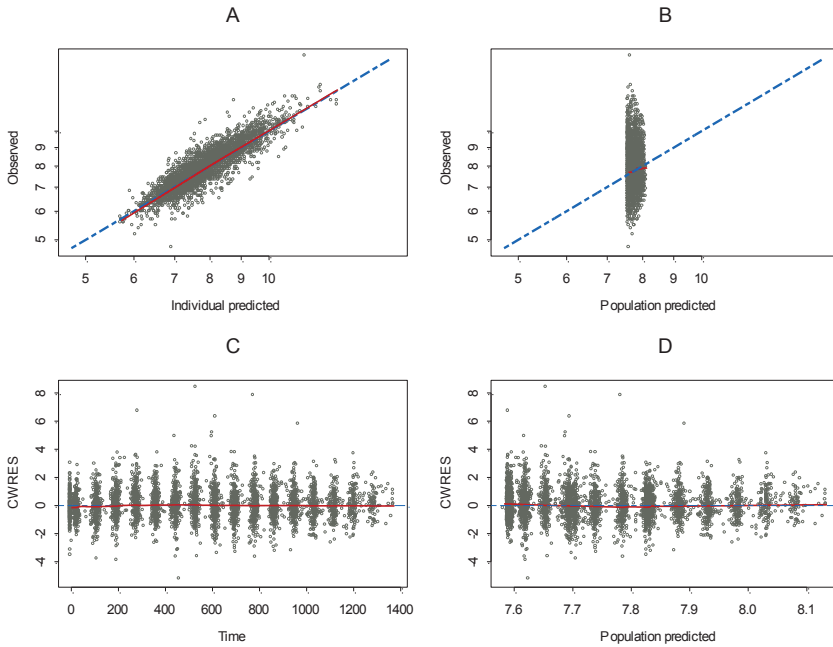 A
Observed
9
8
7
6
5
5 6 7 8 9 10
Individual predicted
B
Observed
9
8
7
6
5
5 6 7 8 9 10
Population predicted
C
CWRES
8
6
4
2
0
-2
-4
0 200 400 600 800 1000 1200 1400
Time
D
CWRES
8
6
4
2
0
-2
-4
7.6 7.7 7.8 7.9 8.0 8.1
Population predicted